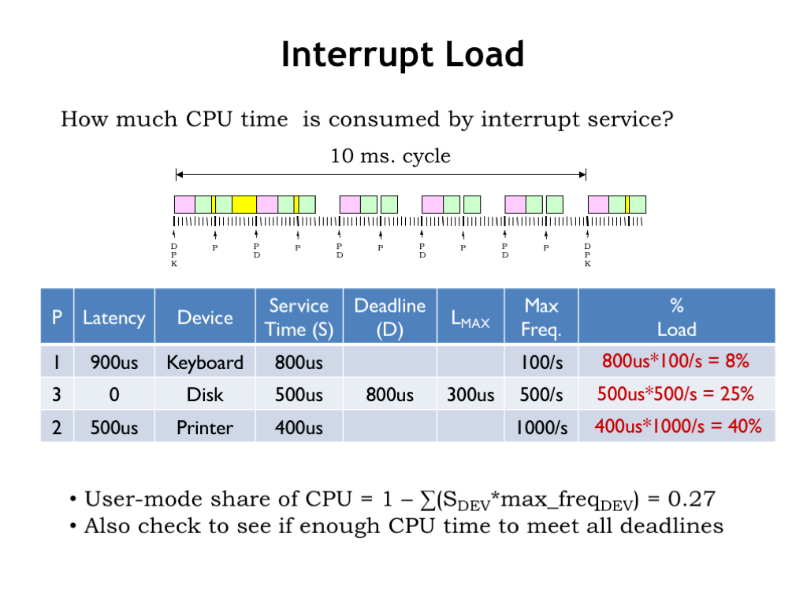 Interrupt Load
How much CPU time is consumed by interrupt service?
10 ms. cycle
D P K
P
P D
P
P D
P
P D
P
P D
P
D P K
P Latency Device Service Time (S) Deadline (D) LMAX Max Freq. % Load
1 900us Keyboard 800us 100/s 800us*100/s = 8%
3 0 Disk 500us 800us 300us 500/s 500us*500/s = 25%
2 500us Printer 400us 1000/s 400us*1000/s = 40%
• User-mode share of CPU = 1 – ∑(SDEV*max_freqDEV) = 0.27
• Also check to see if enough CPU time to meet all deadlines